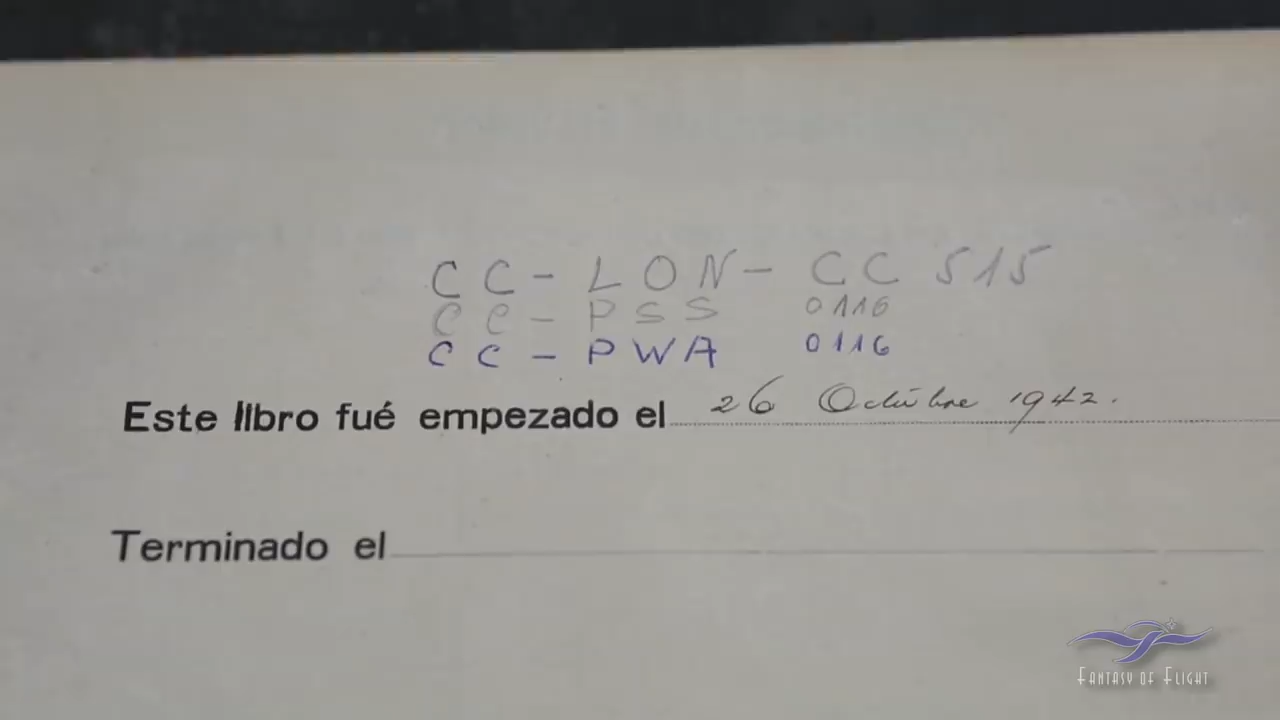 CC-LON-CC 515
CC-PSS 0116
CC-PWA 0116
Este libro fué empezado el 26 Octubre 1942.
Terminado el
FANTASY OF FLIGHT